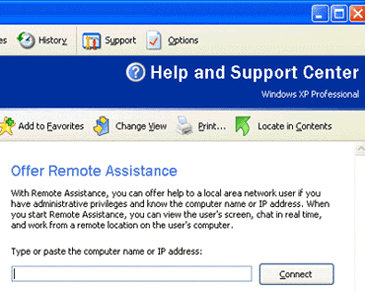 History Support Options
Help and Support Center
Windows XP Professional
Add to Favorites Change View Print... Locate in Contents
Offer Remote Assistance
With Remote Assistance, you can offer help to a local area network user if you
have administrative privileges and know the computer name or IP address. When
you start Remote Assistance, you can view the user's screen, chat in real time,
and work from a remote location on the user's computer.
Type or paste the computer name or IP address:
Connect